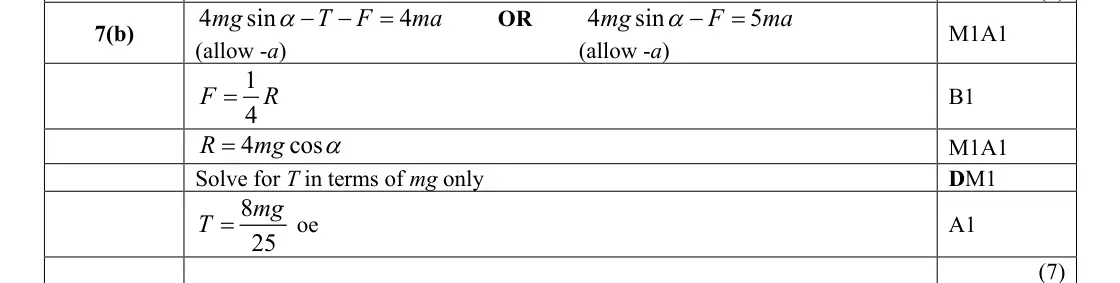 7(b) 4mg sin α − T − F = 4ma OR 4mg sin α − F = 5ma M1A1
(allow -a) (allow -a)
F = 1/4 R B1
R = 4mg cos α M1A1
Solve for T in terms of mg only DM1
T = 8mg/25 oe A1
(7)